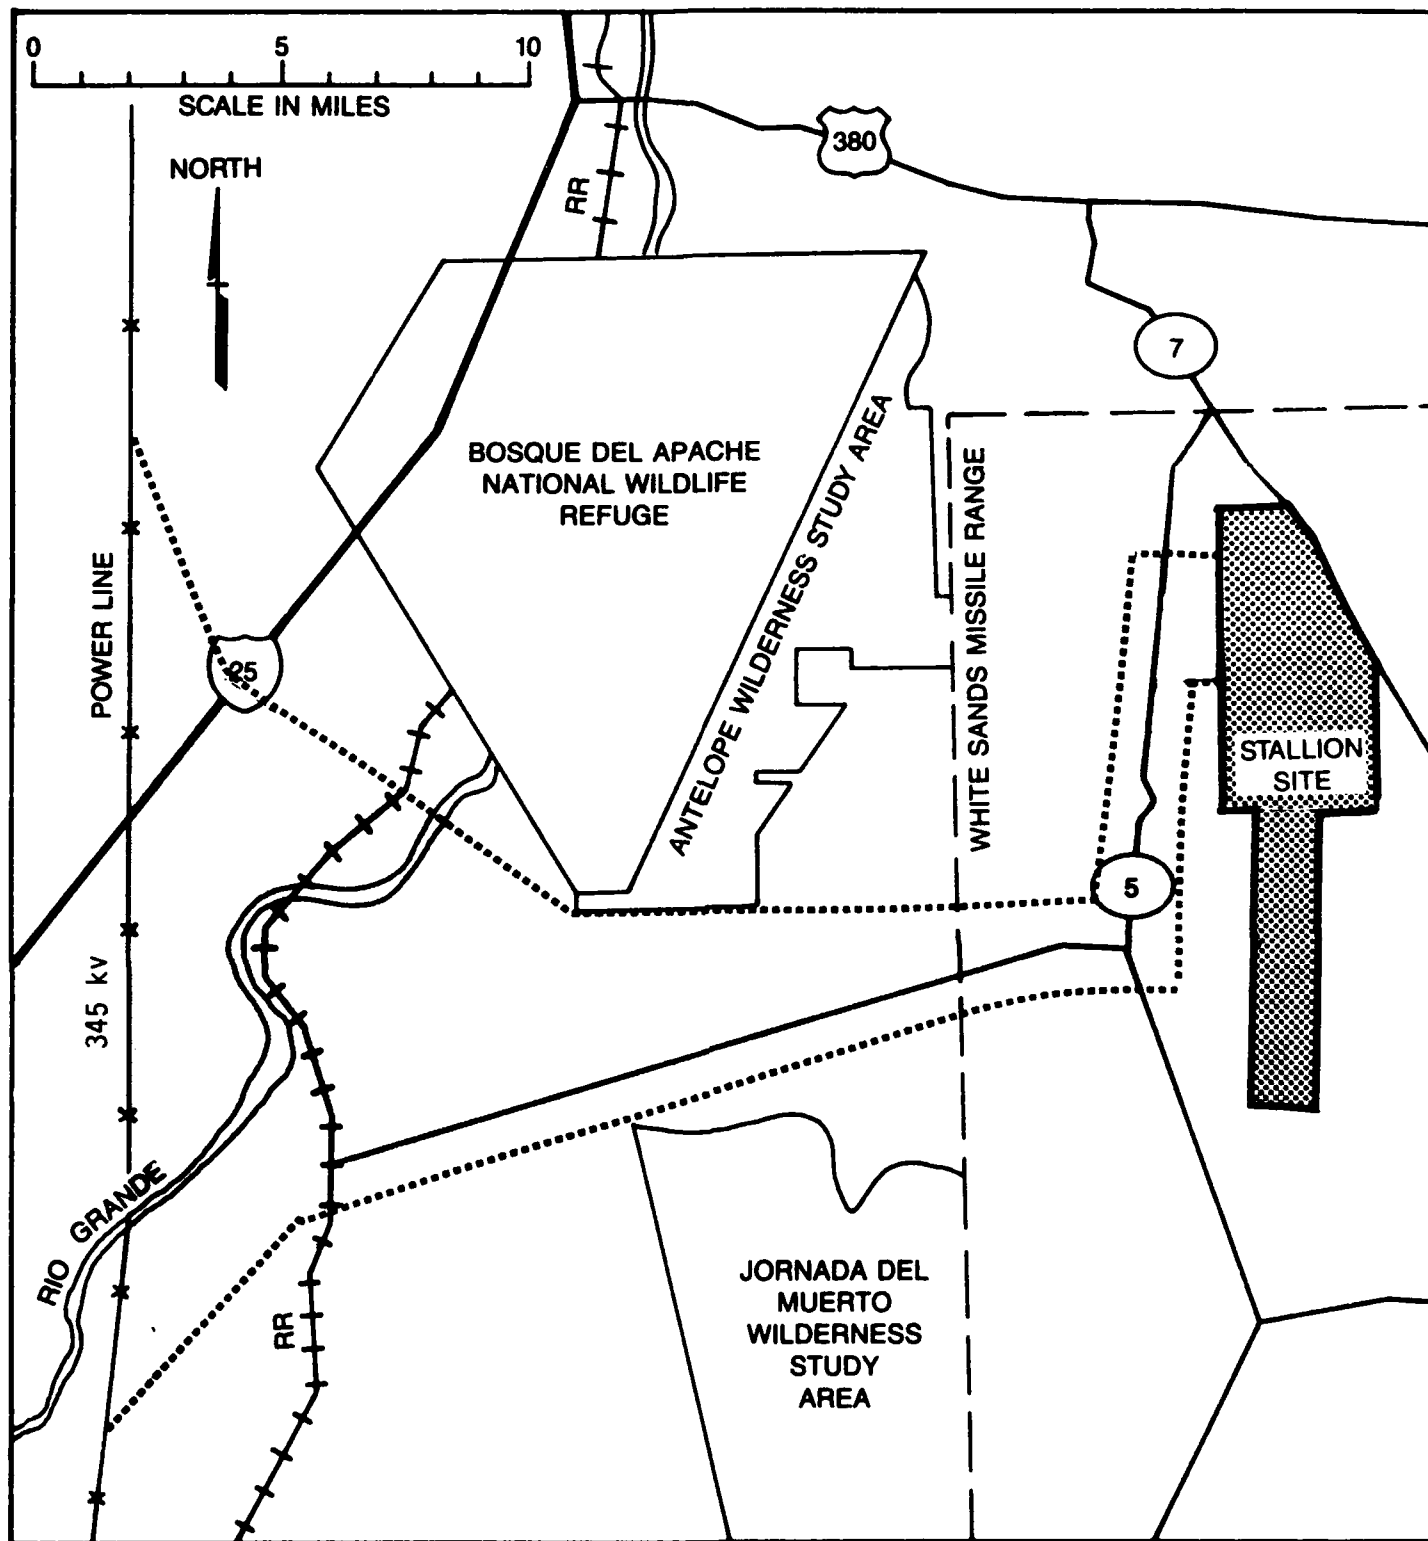 0 5 10
SCALE IN MILES
NORTH
RR
380
7
BOSQUE DEL APACHE
NATIONAL WILDLIFE
REFUGE
ANTELOPE WILDERNESS STUDY AREA
WHITE SANDS MISSILE RANGE
POWER LINE
25
STALLION
SITE
5
345 kv
RIO GRANDE
RR
JORNADA DEL
MUERTO
WILDERNESS
STUDY
AREA